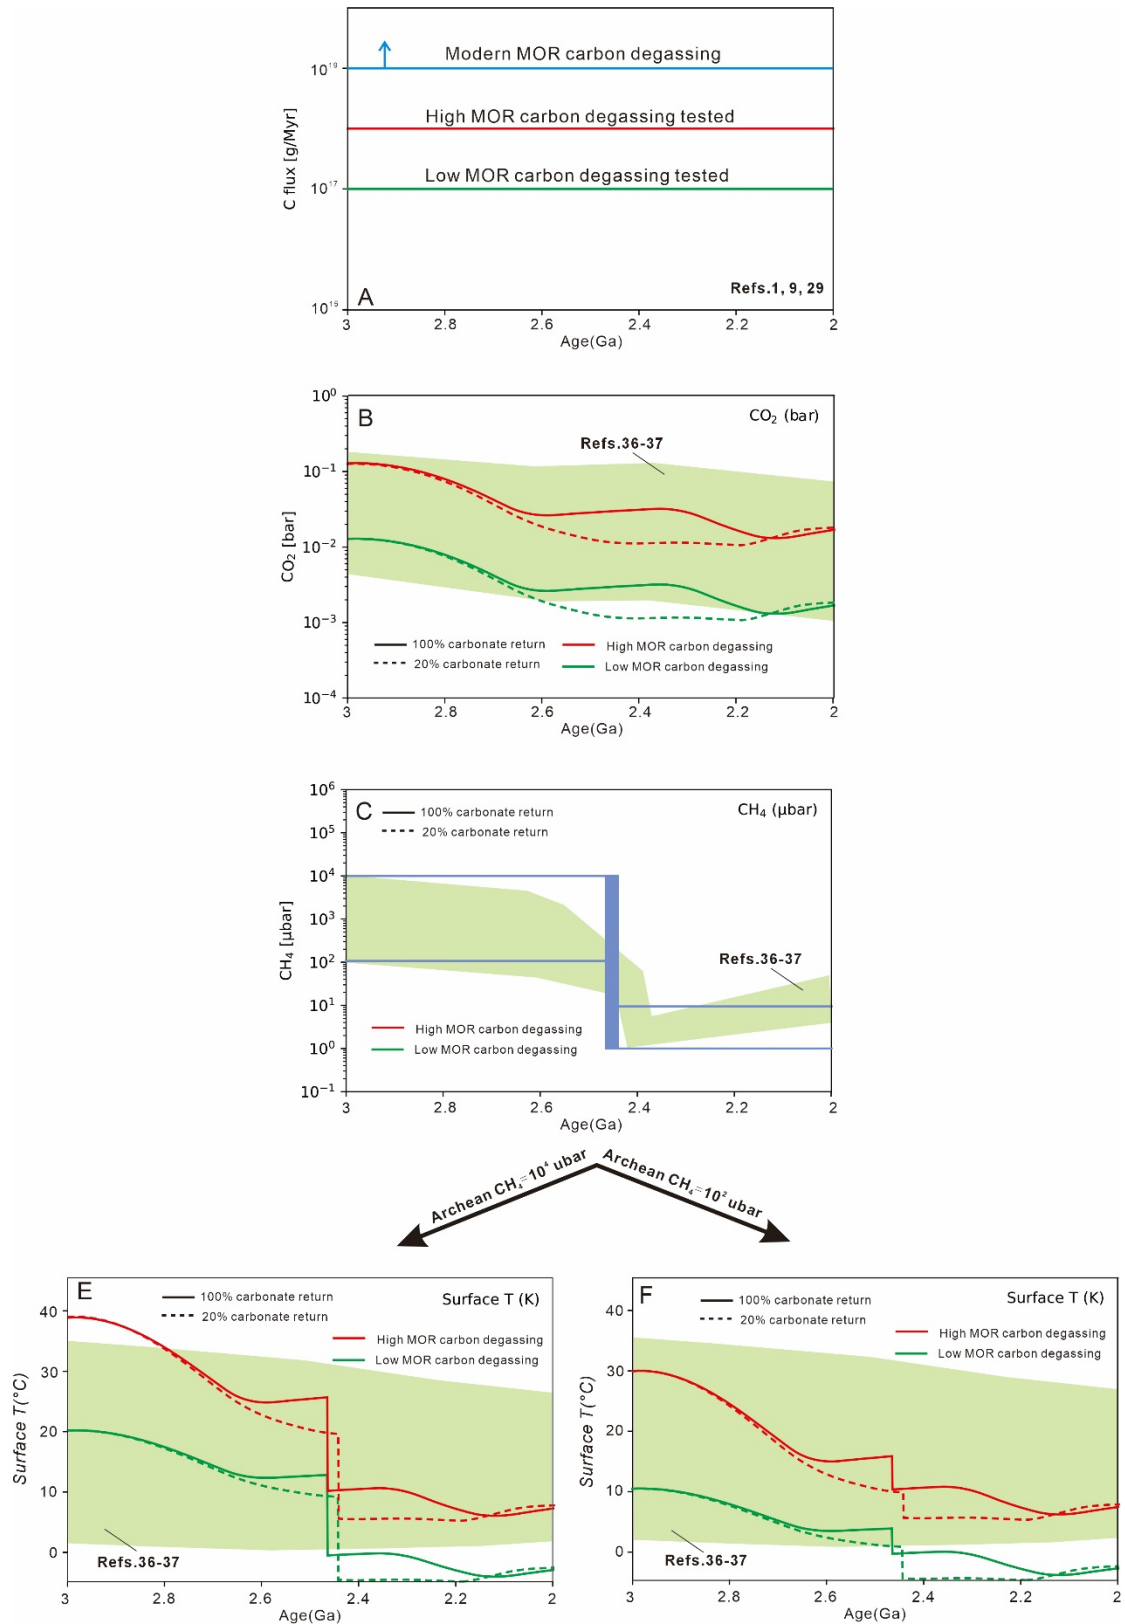 Modern MOR carbon degassing
10¹⁹
High MOR carbon degassing tested
C flux [g/Myr]
Low MOR carbon degassing tested
10¹⁷
Refs.1, 9, 29
A
10¹⁵
3 2.8 2.6 2.4 2.2 2
Age(Ga)
10⁰
B
CO₂ (bar)
Refs.36-37
10⁻¹
10⁻²
CO₂ [bar]
10⁻³
100% carbonate return
High MOR carbon degassing
20% carbonate return
Low MOR carbon degassing
10⁻⁴
3 2.8 2.6 2.4 2.2 2
Age(Ga)
10⁶
C
100% carbonate return
CH₄ (μbar)
20% carbonate return
10⁵
10⁴
10³
CH₄ [μbar]
Refs.36-37
10²
10¹
High MOR carbon degassing
Low MOR carbon degassing
10⁰
10⁻¹
3 2.8 2.6 2.4 2.2 2
Age(Ga)
Archean CH₄=10⁴ ubar
Archean CH₄=10² ubar
E
100% carbonate return
Surface T (K)
20% carbonate return
High MOR carbon degassing
Low MOR carbon degassing
40
30
20
10
0
Surface T(°C)
Refs.36-37
3 2.8 2.6 2.4 2.2 2
Age(Ga)
F
100% carbonate return
Surface T (K)
20% carbonate return
High MOR carbon degassing
Low MOR carbon degassing
40
30
20
10
0
Surface T(°C)
Refs.36-37
3 2.8 2.6 2.4 2.2 2
Age(Ga)